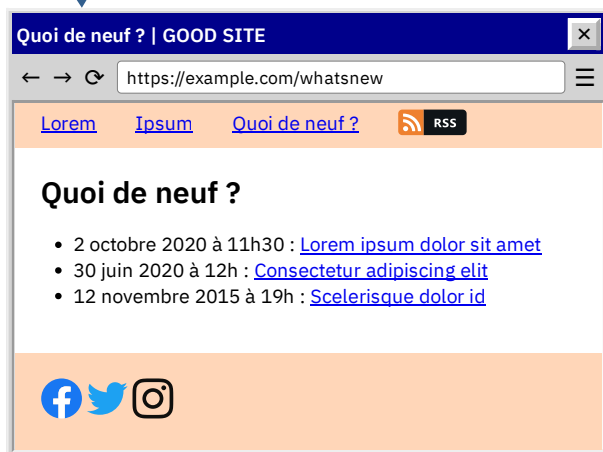 Quoi de neuf ? | GOOD SITE
https://example.com/whatsnew
Lorem Ipsum Quoi de neuf ? RSS
Quoi de neuf ?
• 2 octobre 2020 à 11h30 : Lorem ipsum dolor sit amet
• 30 juin 2020 à 12h : Consectetur adipiscing elit
• 12 novembre 2015 à 19h : Scelerisque dolor id